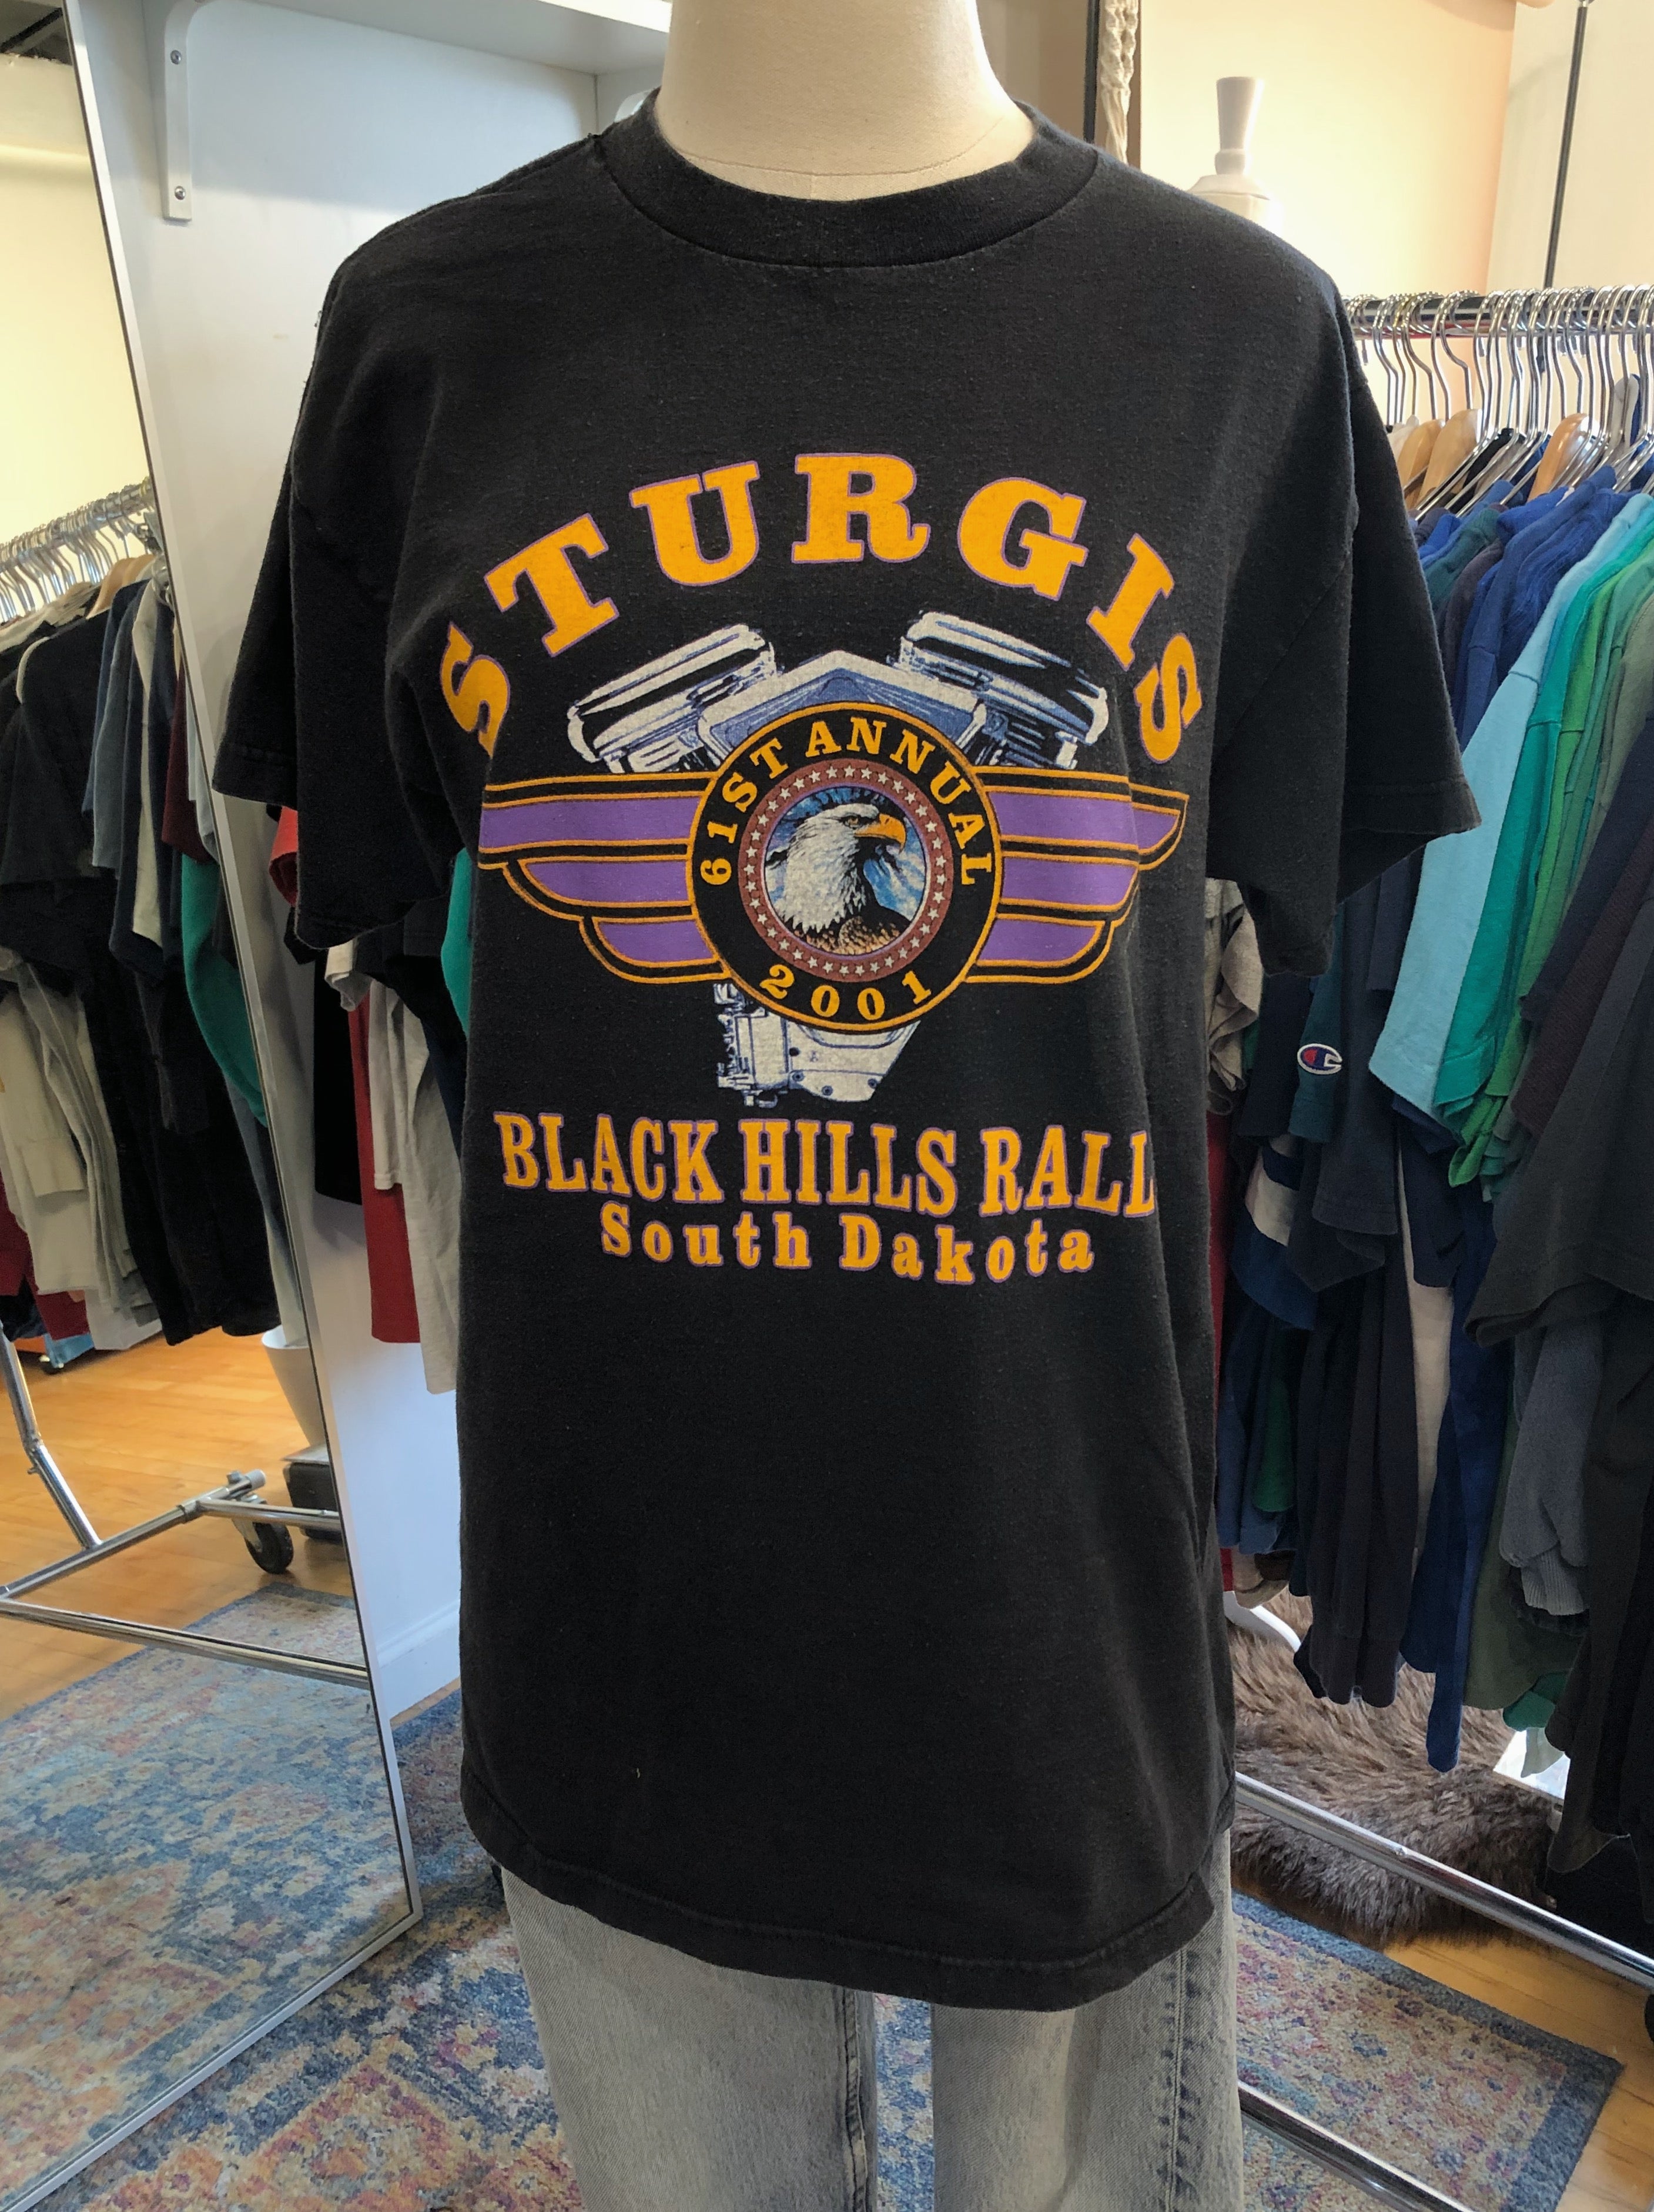 STURGIS
61ST ANNUAL
2001
BLACK HILLS RALL
South Dakota